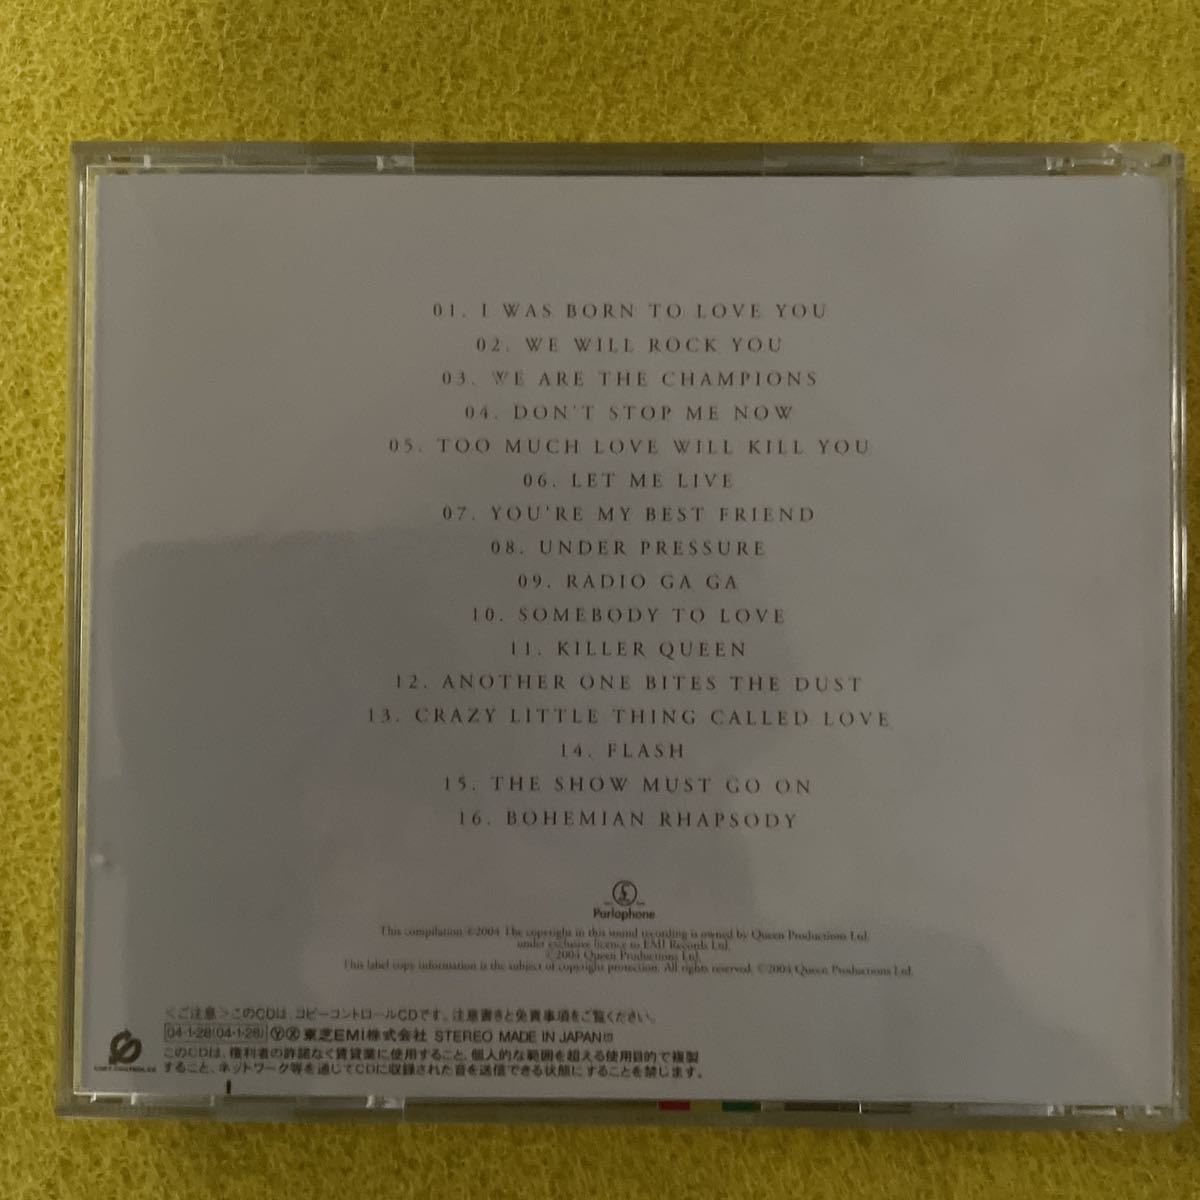 01. I WAS BORN TO LOVE YOU
02. WE WILL ROCK YOU
03. WE ARE THE CHAMPIONS
04. DON'T STOP ME NOW
05. TOO MUCH LOVE WILL KILL YOU
06. LET ME LIVE
07. YOU'RE MY BEST FRIEND
08. UNDER PRESSURE
09. RADIO GA GA
10. SOMEBODY TO LOVE
11. KILLER QUEEN
12. ANOTHER ONE BITES THE DUST
13. CRAZY LITTLE THING CALLED LOVE
14. FLASH
15. THE SHOW MUST GO ON
16. BOHEMIAN RHAPSODY
£
Parlophone
This compilation ℗2004 The copyright in this sound recording is owned by Queen Productions Ltd.
under exclusive licence to EMI Records Ltd.
©2004 Queen Productions Ltd.
This label copy information is the subject of copyright protection. All rights reserved. ©2004 Queen Productions Ltd.
<ご注意>このCDは、コピーコントロールCDです。注意書きと免責事項をご覧ください。
04・1・28(04・1・28) Ⓨ Ⓧ 東芝EMI株式会社 STEREO MADE IN JAPAN
このCDは、権利者の許諾なく賃貸業に使用すること、個人的な範囲を超える使用目的で複製
すること、ネットワーク等を通じてCDに収録された音を送信できる状態にすることを禁じます。
COPY CONTROLLED